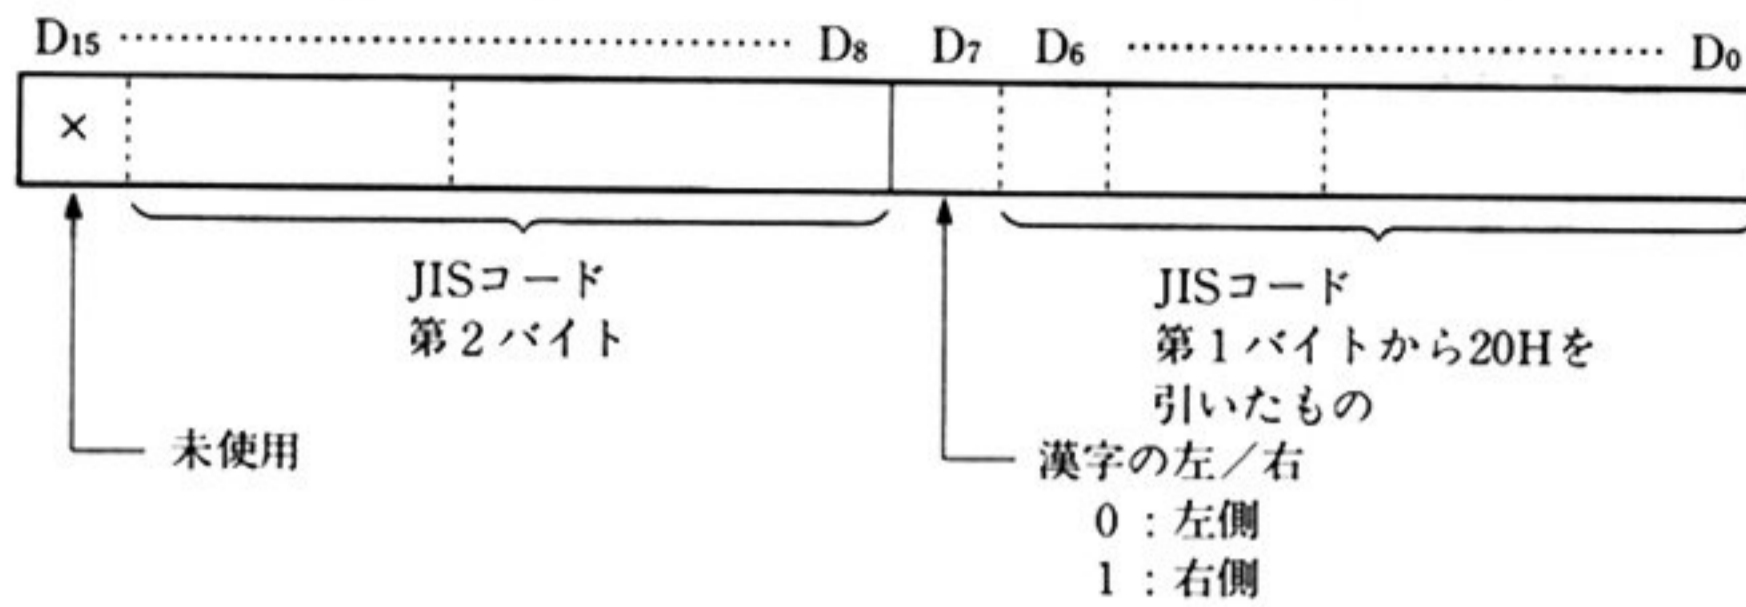 D15 ……………………………… D8 D7 D6 ……………………………… D0
×
JISコード
第2バイト
JISコード
第1バイトから20Hを
引いたもの
未使用
漢字の左／右
0：左側
1：右側